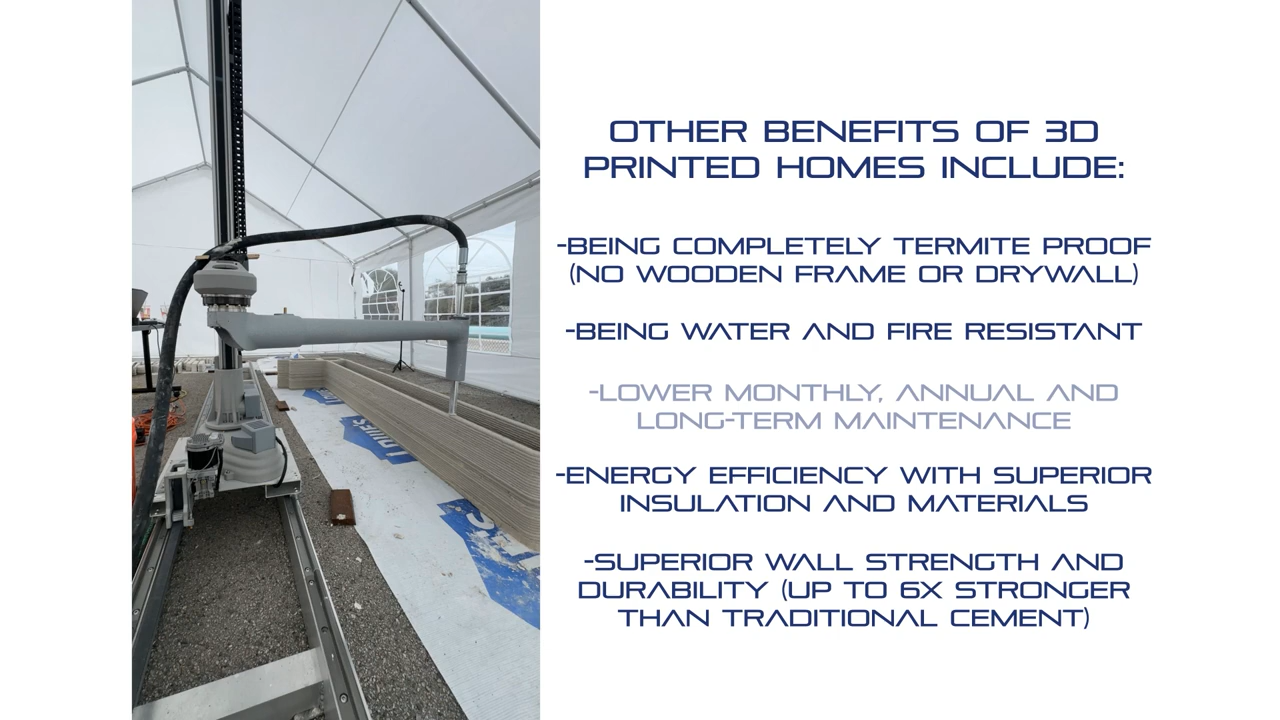 OTHER BENEFITS OF 3D
PRINTED HOMES INCLUDE:
-BEING COMPLETELY TERMITE PROOF
(NO WOODEN FRAME OR DRYWALL)
-BEING WATER AND FIRE RESISTANT
-LOWER MONTHLY, ANNUAL AND
LONG-TERM MAINTENANCE
-ENERGY EFFICIENCY WITH SUPERIOR
INSULATION AND MATERIALS
-SUPERIOR WALL STRENGTH AND
DURABILITY (UP TO 6X STRONGER
THAN TRADITIONAL CEMENT)
LOWE'S